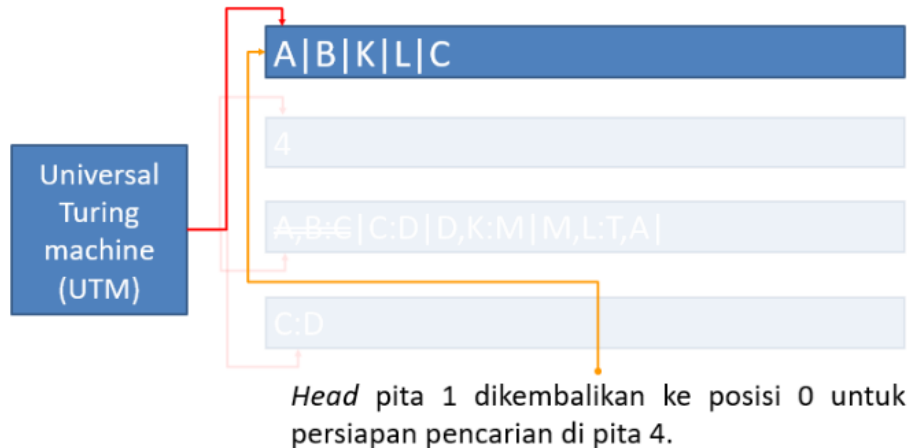 A|B|K|L|C
4
Universal
Turing
machine
(UTM)
A,B:C|C:D|D,K:M|M,L:T,A|
C:D
Head pita 1 dikembalikan ke posisi 0 untuk
persiapan pencarian di pita 4.